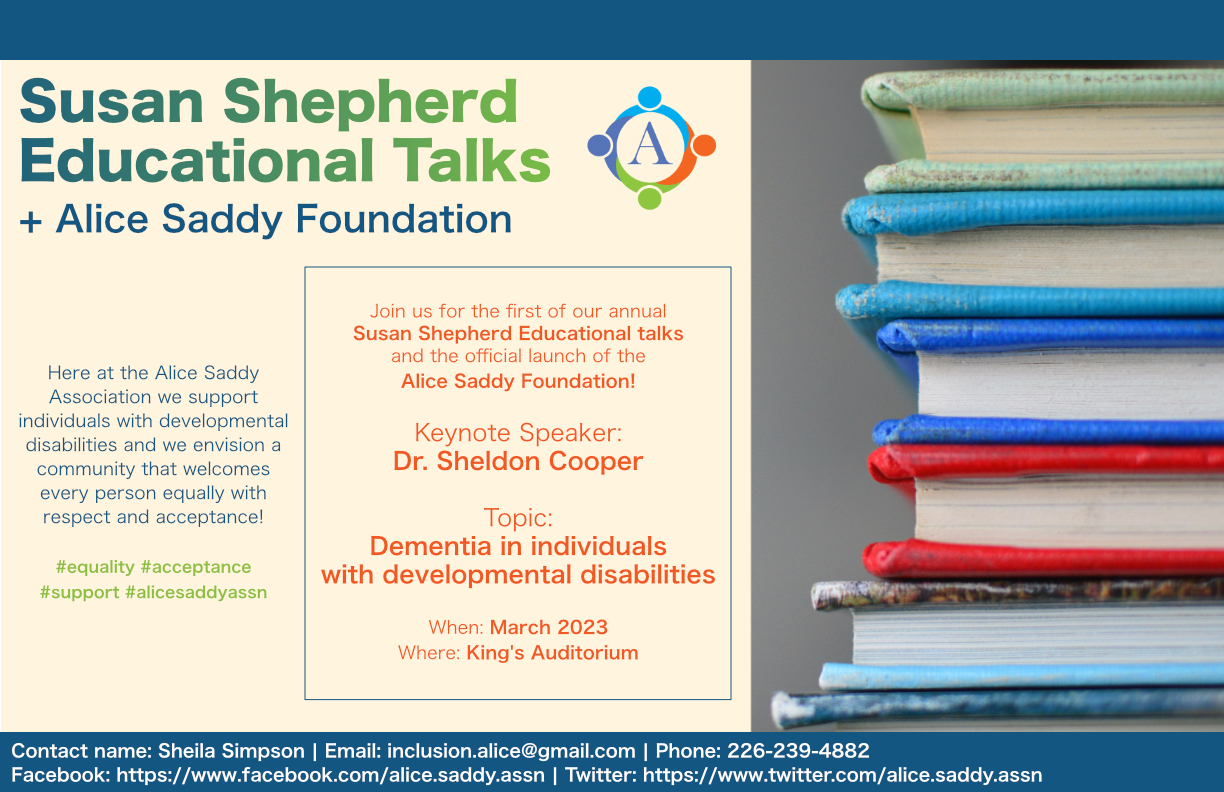 Susan Shepherd
Educational Talks
+ Alice Saddy Foundation
A
Here at the Alice Saddy
Association we support
individuals with developmental
disabilities and we envision a
community that welcomes
every person equally with
respect and acceptance!
#equality #acceptance
#support #alicesaddyassn
Join us for the first of our annual
Susan Shepherd Educational talks
and the official launch of the
Alice Saddy Foundation!
Keynote Speaker:
Dr. Sheldon Cooper
Topic:
Dementia in individuals
with developmental disabilities
When: March 2023
Where: King's Auditorium
Contact name: Sheila Simpson | Email: inclusion.alice@gmail.com | Phone: 226-239-4882
Facebook: https://www.facebook.com/alice.saddy.assn | Twitter: https://www.twitter.com/alice.saddy.assn